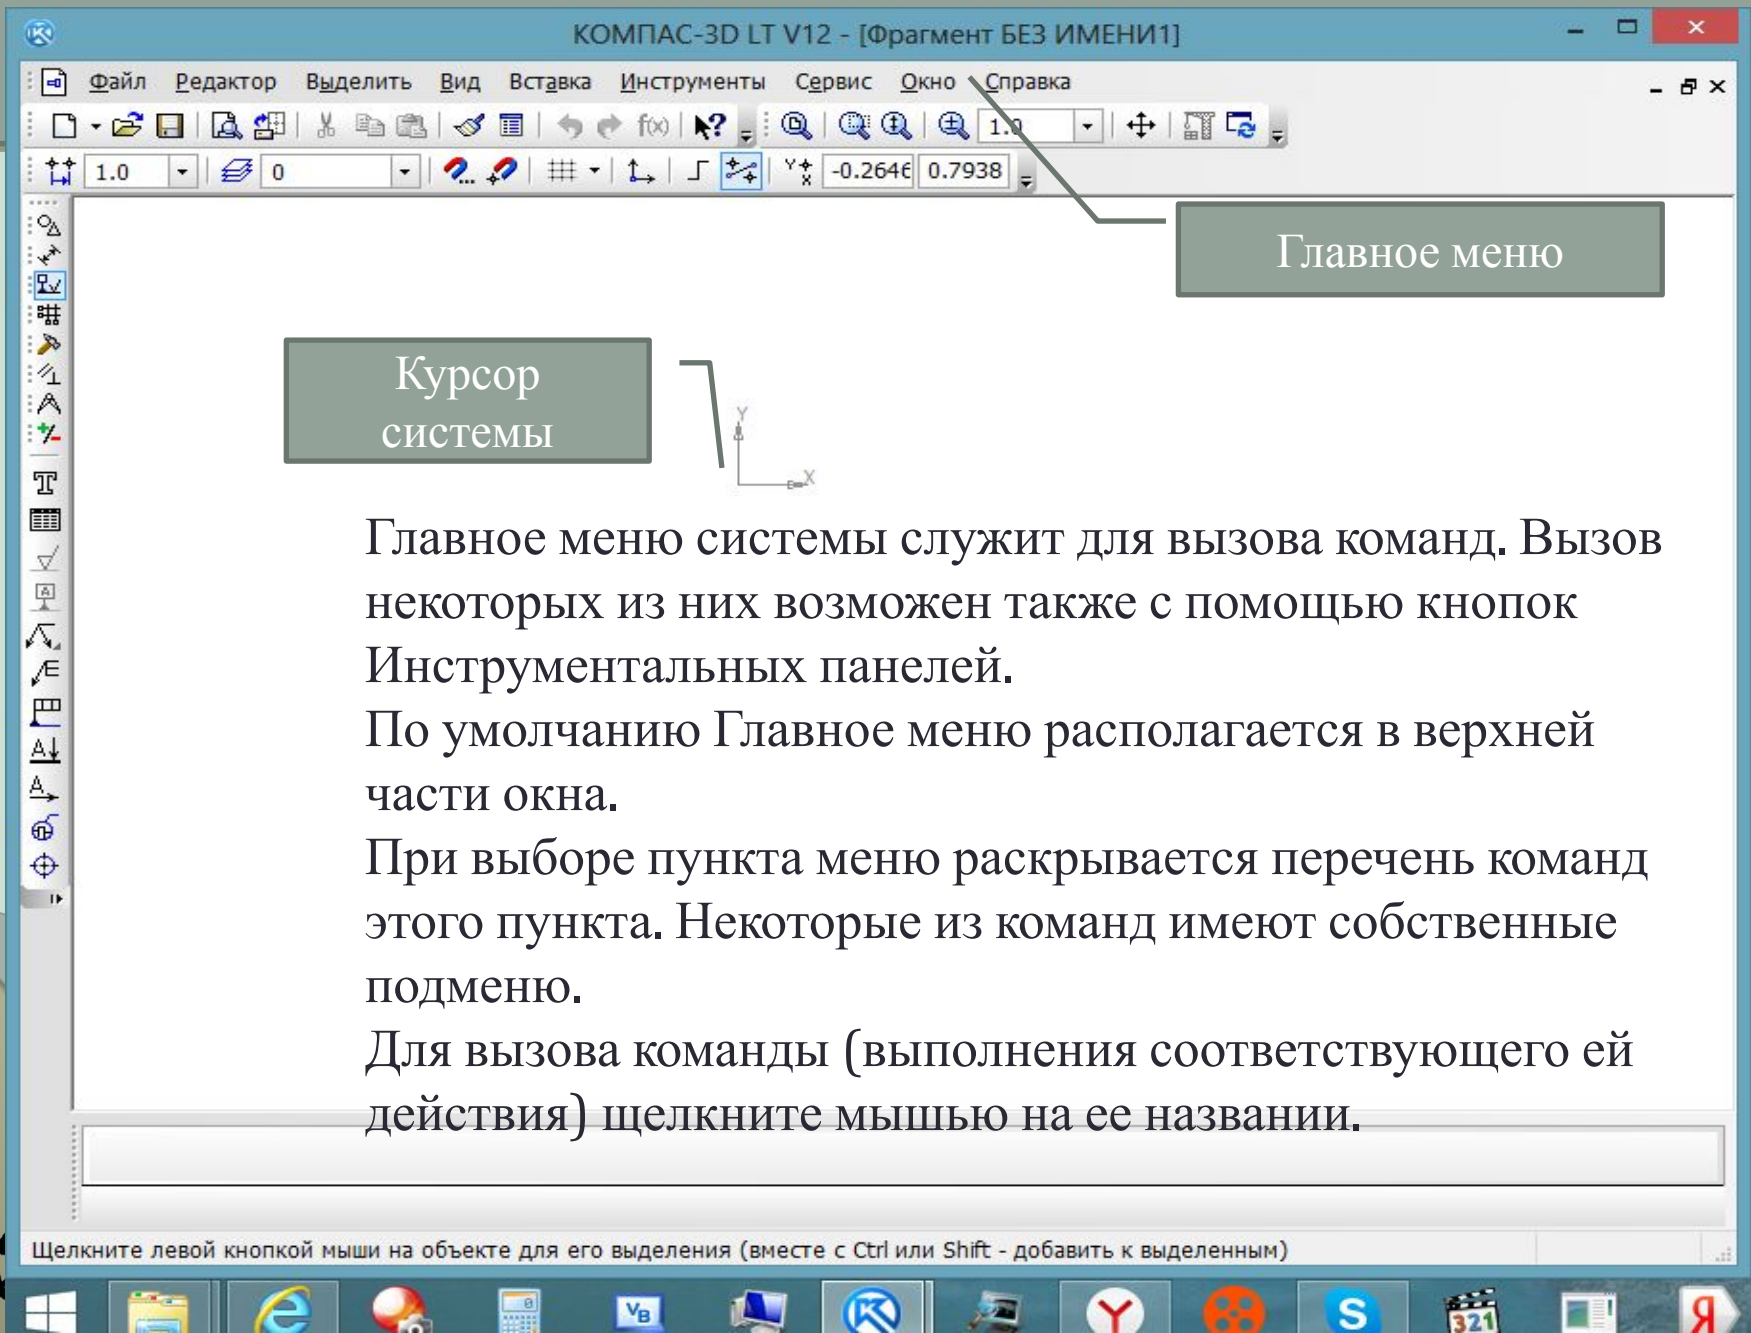 КОМПАС-3D LT V12 - [Фрагмент БЕЗ ИМЕНИ1]
Файл Редактор Выделить Вид Вставка Инструменты Сервис Окно Справка
f(x) 1.0
1.0 0 -0.2646 0.7938
Главное меню
Курсор
системы
Y
X
Главное меню системы служит для вызова команд. Вызов
некоторых из них возможен также с помощью кнопок
Инструментальных панелей.
По умолчанию Главное меню располагается в верхней
части окна.
При выборе пункта меню раскрывается перечень команд
этого пункта. Некоторые из команд имеют собственные
подменю.
Для вызова команды (выполнения соответствующего ей
действия) щелкните мышью на ее названии.
Щелкните левой кнопкой мыши на объекте для его выделения (вместе с Ctrl или Shift - добавить к выделенным)
VB Y S 321 Я